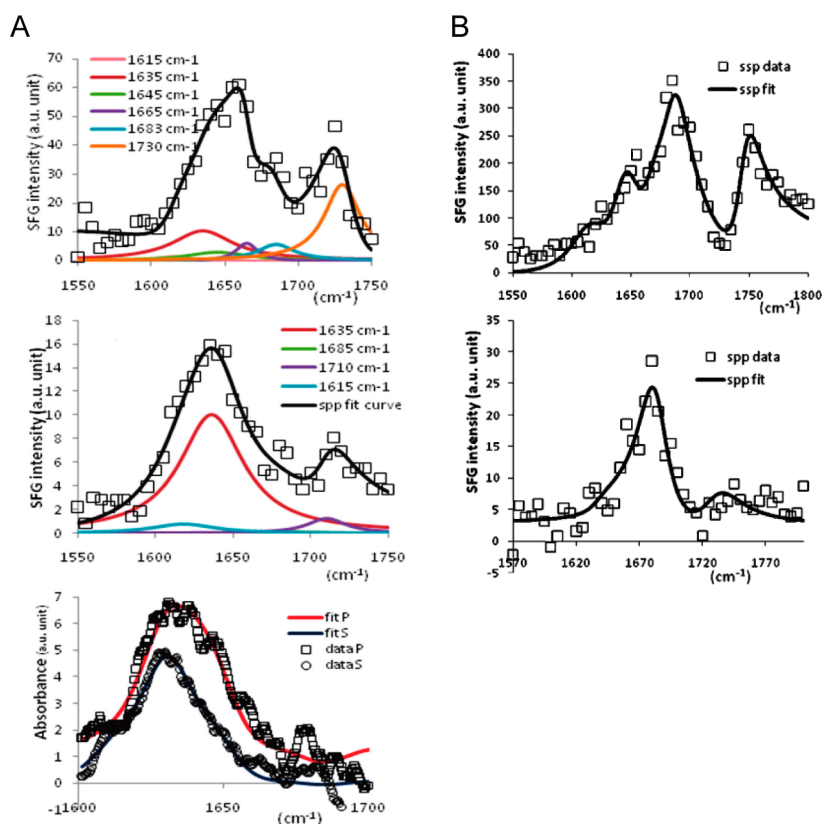 A
SFG intensity (a.u. unit)
70
60
50
40
30
20
10
0
1615 cm-1
1635 cm-1
1645 cm-1
1665 cm-1
1683 cm-1
1730 cm-1
1550 1600 1650 1700 1750
(cm⁻¹)
SFG intensity (a.u. unit)
18
16
14
12
10
8
6
4
2
0
1635 cm-1
1685 cm-1
1710 cm-1
1615 cm-1
spp fit curve
1550 1600 1650 1700 1750
(cm⁻¹)
Absorbance (a.u. unit)
7
6
5
4
3
2
1
0
-1
fit P
fit S
data P
data S
1600 1650 1700
(cm⁻¹)
B
SFG intensity (a.u. unit)
400
350
300
250
200
150
100
50
0
ssp data
ssp fit
1550 1600 1650 1700 1750 1800
(cm⁻¹)
SFG intensity (a.u. unit)
35
30
25
20
15
10
5
0
-5
spp data
spp fit
1570 1620 1670 1720 1770
(cm⁻¹)